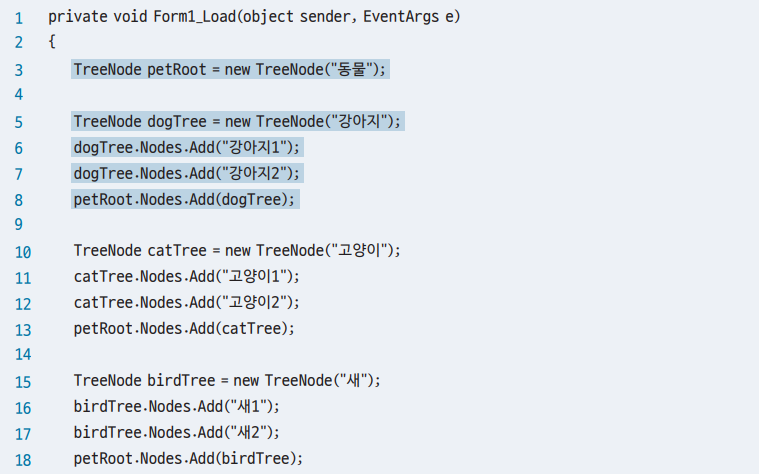 1 private void Form1_Load(object sender, EventArgs e)
2 {
3 TreeNode petRoot = new TreeNode("동물");
4
5 TreeNode dogTree = new TreeNode("강아지");
6 dogTree.Nodes.Add("강아지1");
7 dogTree.Nodes.Add("강아지2");
8 petRoot.Nodes.Add(dogTree);
9
10 TreeNode catTree = new TreeNode("고양이");
11 catTree.Nodes.Add("고양이1");
12 catTree.Nodes.Add("고양이2");
13 petRoot.Nodes.Add(catTree);
14
15 TreeNode birdTree = new TreeNode("새");
16 birdTree.Nodes.Add("새1");
17 birdTree.Nodes.Add("새2");
18 petRoot.Nodes.Add(birdTree);